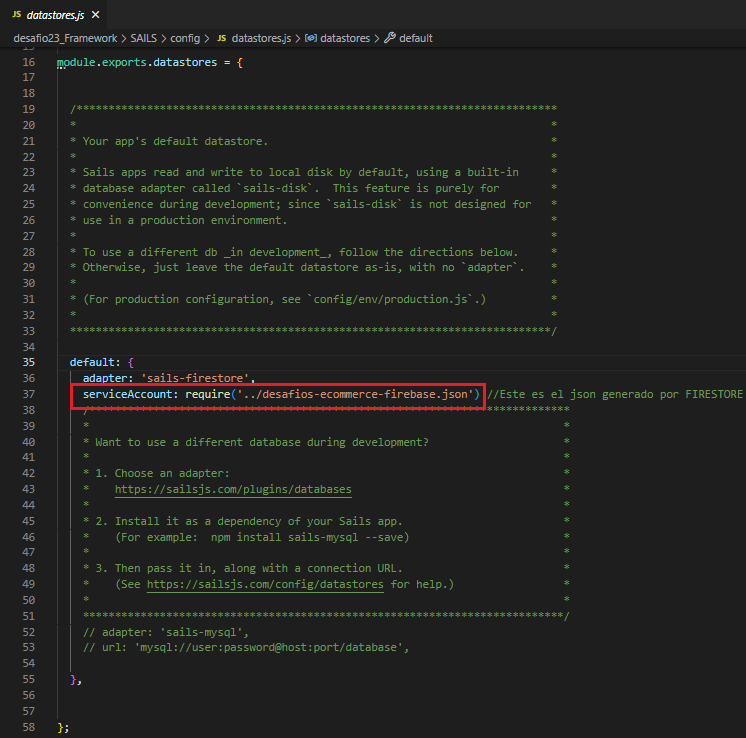 JS datastores.js ×
desafio23_Framework > SAILS > config > JS datastores.js > datastores > default
15
16 module.exports.datastores = {
17
18
19 /***************************************************************************
20 * *
21 * Your app's default datastore. *
22 * *
23 * Sails apps read and write to local disk by default, using a built-in *
24 * database adapter called `sails-disk`. This feature is purely for *
25 * convenience during development; since `sails-disk` is not designed for *
26 * use in a production environment. *
27 * *
28 * To use a different db _in development_, follow the directions below. *
29 * Otherwise, just leave the default datastore as-is, with no `adapter`. *
30 * *
31 * (For production configuration, see `config/env/production.js`.) *
32 * *
33 ***************************************************************************/
34
35 default: {
36 adapter: 'sails-firestore',
37 serviceAccount: require('../desafios-ecommerce-firebase.json') //Este es el json generado por FIRESTORE
38 /***************************************************************************
39 * *
40 * Want to use a different database during development? *
41 * *
42 * 1. Choose an adapter: *
43 * https://sailsjs.com/plugins/databases *
44 * *
45 * 2. Install it as a dependency of your Sails app. *
46 * (For example: npm install sails-mysql --save) *
47 * *
48 * 3. Then pass it in, along with a connection URL. *
49 * (See https://sailsjs.com/config/datastores for help.) *
50 * *
51 ***************************************************************************/
52 // adapter: 'sails-mysql',
53 // url: 'mysql://user:password@host:port/database',
54
55 },
56
57
58 };